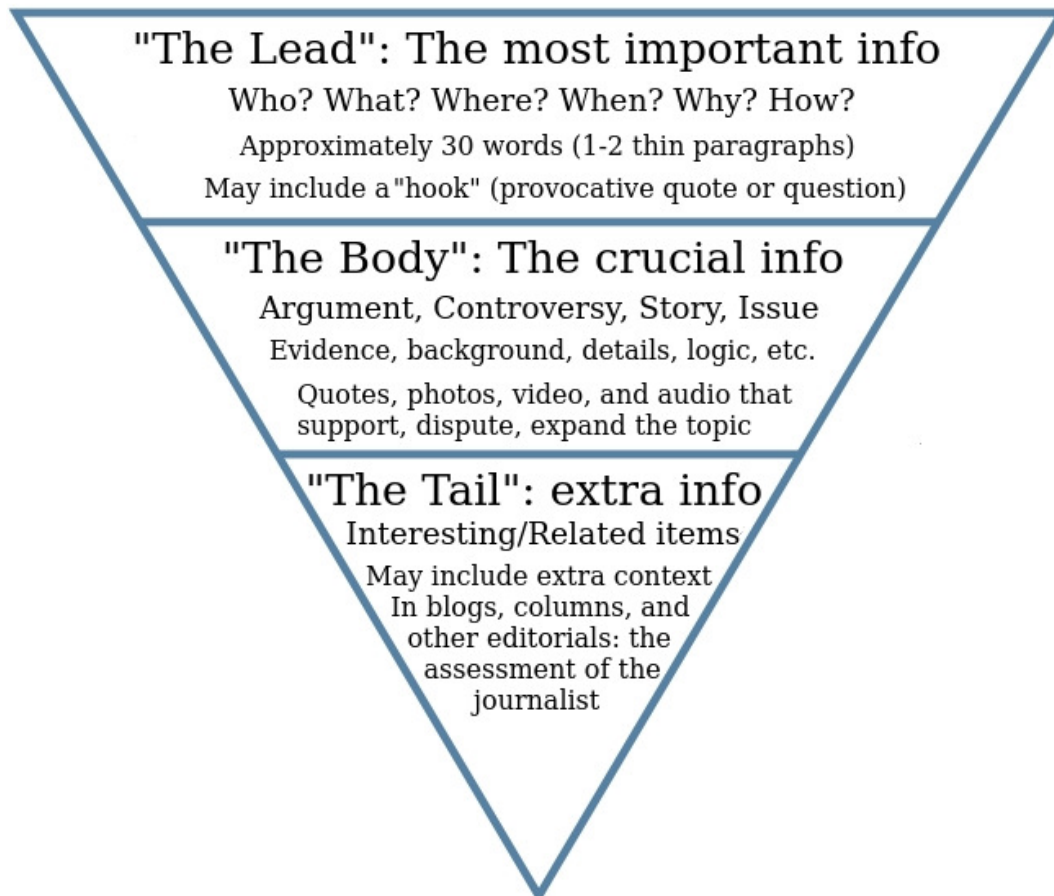 "The Lead": The most important info
Who? What? Where? When? Why? How?
Approximately 30 words (1-2 thin paragraphs)
May include a "hook" (provocative quote or question)
"The Body": The crucial info
Argument, Controversy, Story, Issue
Evidence, background, details, logic, etc.
Quotes, photos, video, and audio that
support, dispute, expand the topic
"The Tail": extra info
Interesting/Related items
May include extra context
In blogs, columns, and
other editorials: the
assessment of the
journalist